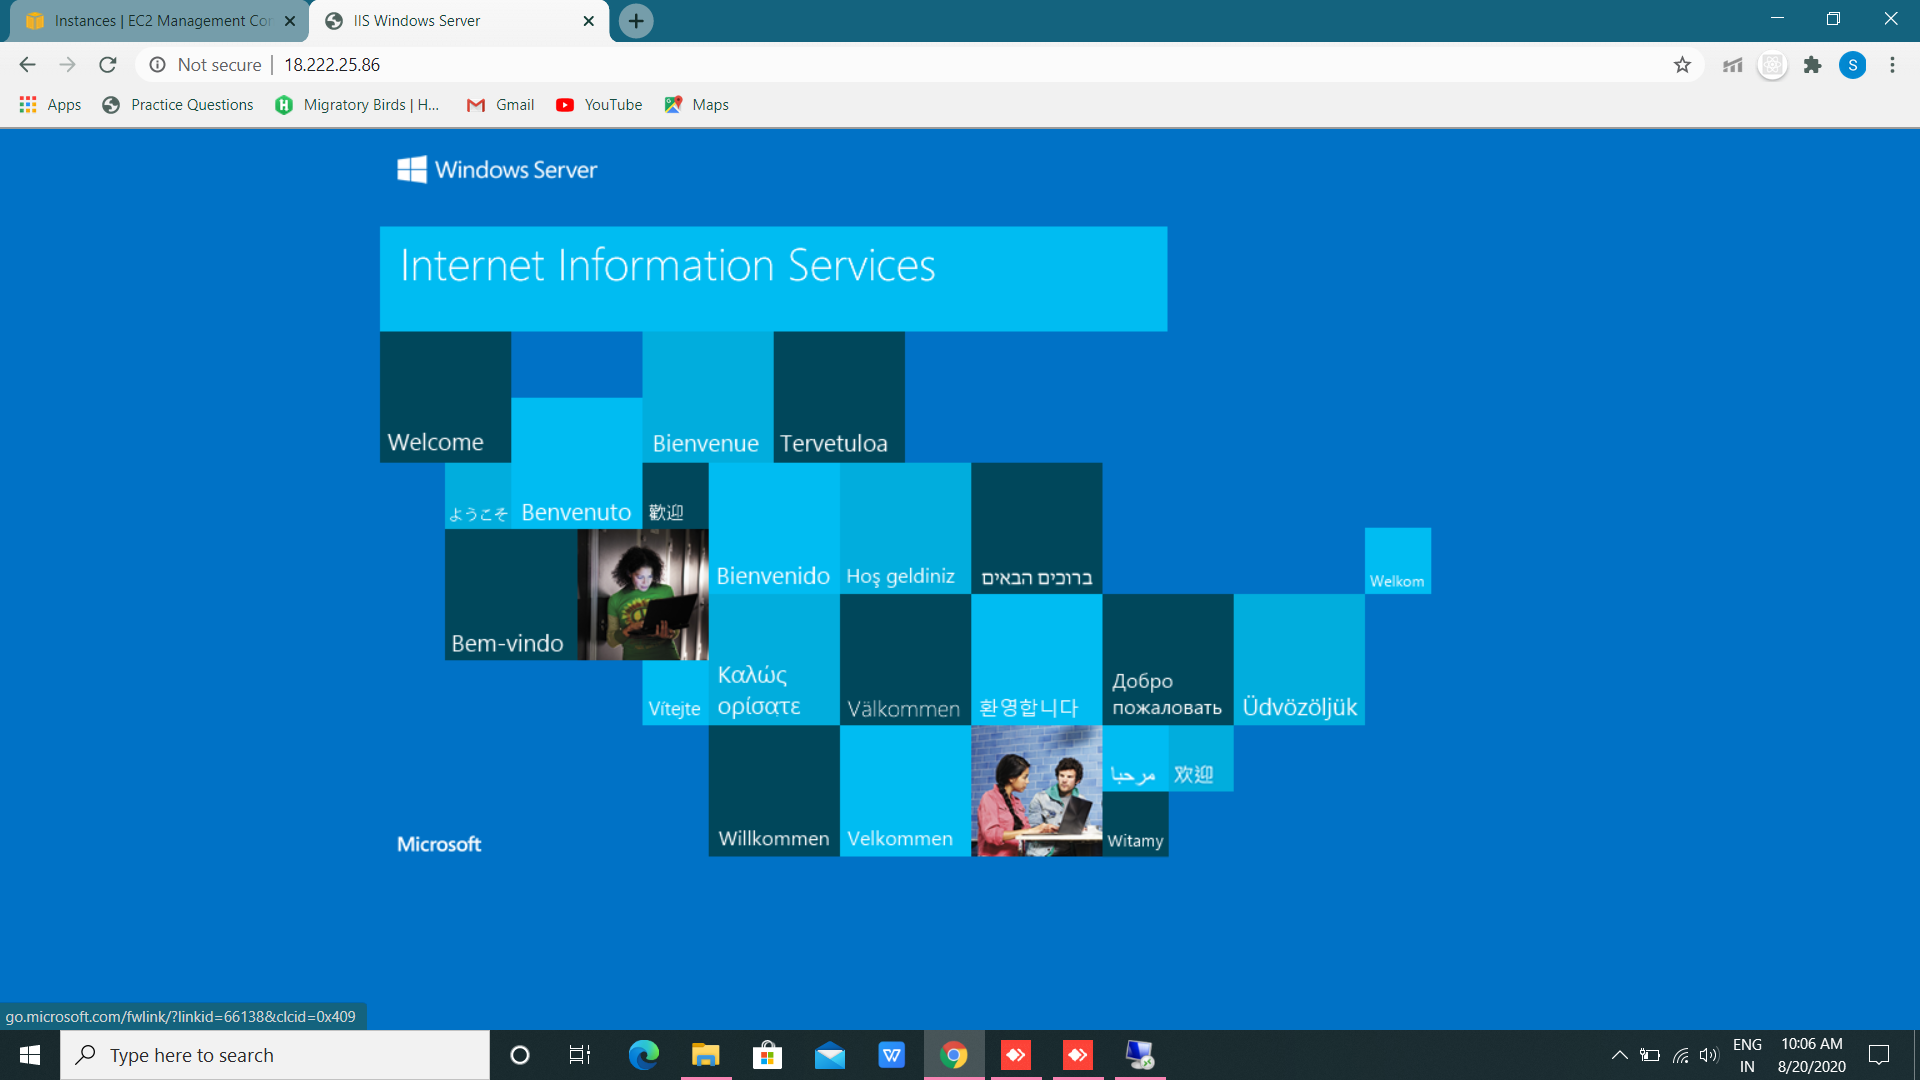 Instances | EC2 Management Con
IIS Windows Server
Not secure
18.222.25.86
S
Apps
Practice Questions
Migratory Birds | H...
Gmail
YouTube
Maps
Windows Server
Internet Information Services
Welcome
Bienvenue
Tervetuloa
ようこそ
Benvenuto
歡迎
Bienvenido
Hoş geldiniz
ברוכים הבאים
Welkom
Bem-vindo
Vítejte
Καλώς
ορίσατε
Välkommen
환영합니다
Добро
пожаловать
Üdvözöljük
مرحبا
欢迎
Willkommen
Velkommen
Witamy
Microsoft
go.microsoft.com/fwlink/?linkid=66138&clcid=0x409
Type here to search
W
ENG
IN
10:06 AM
8/20/2020